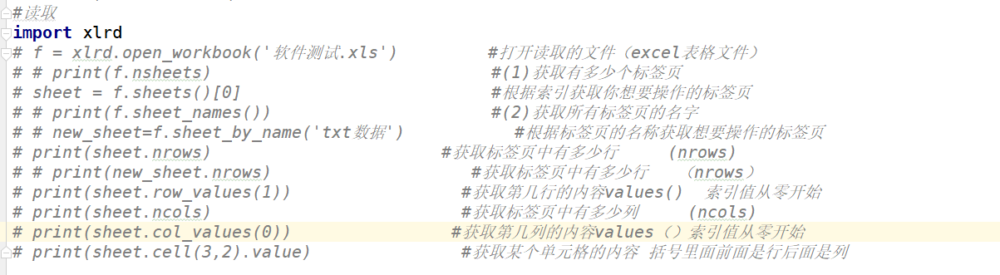 #读取
import xlrd
# f = xlrd.open_workbook('软件测试.xls')          #打开读取的文件（excel表格文件）
# # print(f.nsheets)                            #(1)获取有多少个标签页
# sheet = f.sheets()[0]                         #根据索引获取你想要操作的标签页
# # print(f.sheet_names())                      #(2)获取所有标签页的名字
# # new_sheet=f.sheet_by_name('txt数据')           #根据标签页的名称获取想要操作的标签页
# print(sheet.nrows)                       #获取标签页中有多少行      (nrows)
# # print(new_sheet.nrows)                    #获取标签页中有多少行    （nrows）
# print(sheet.row_values(1))                 #获取第几行的内容values()  索引值从零开始
# print(sheet.ncols)                         #获取标签页中有多少列      (ncols)
# print(sheet.col_values(0))                #获取第几列的内容values（）索引值从零开始
# print(sheet.cell(3,2).value)               #获取某个单元格的内容 括号里面前面是行后面是列